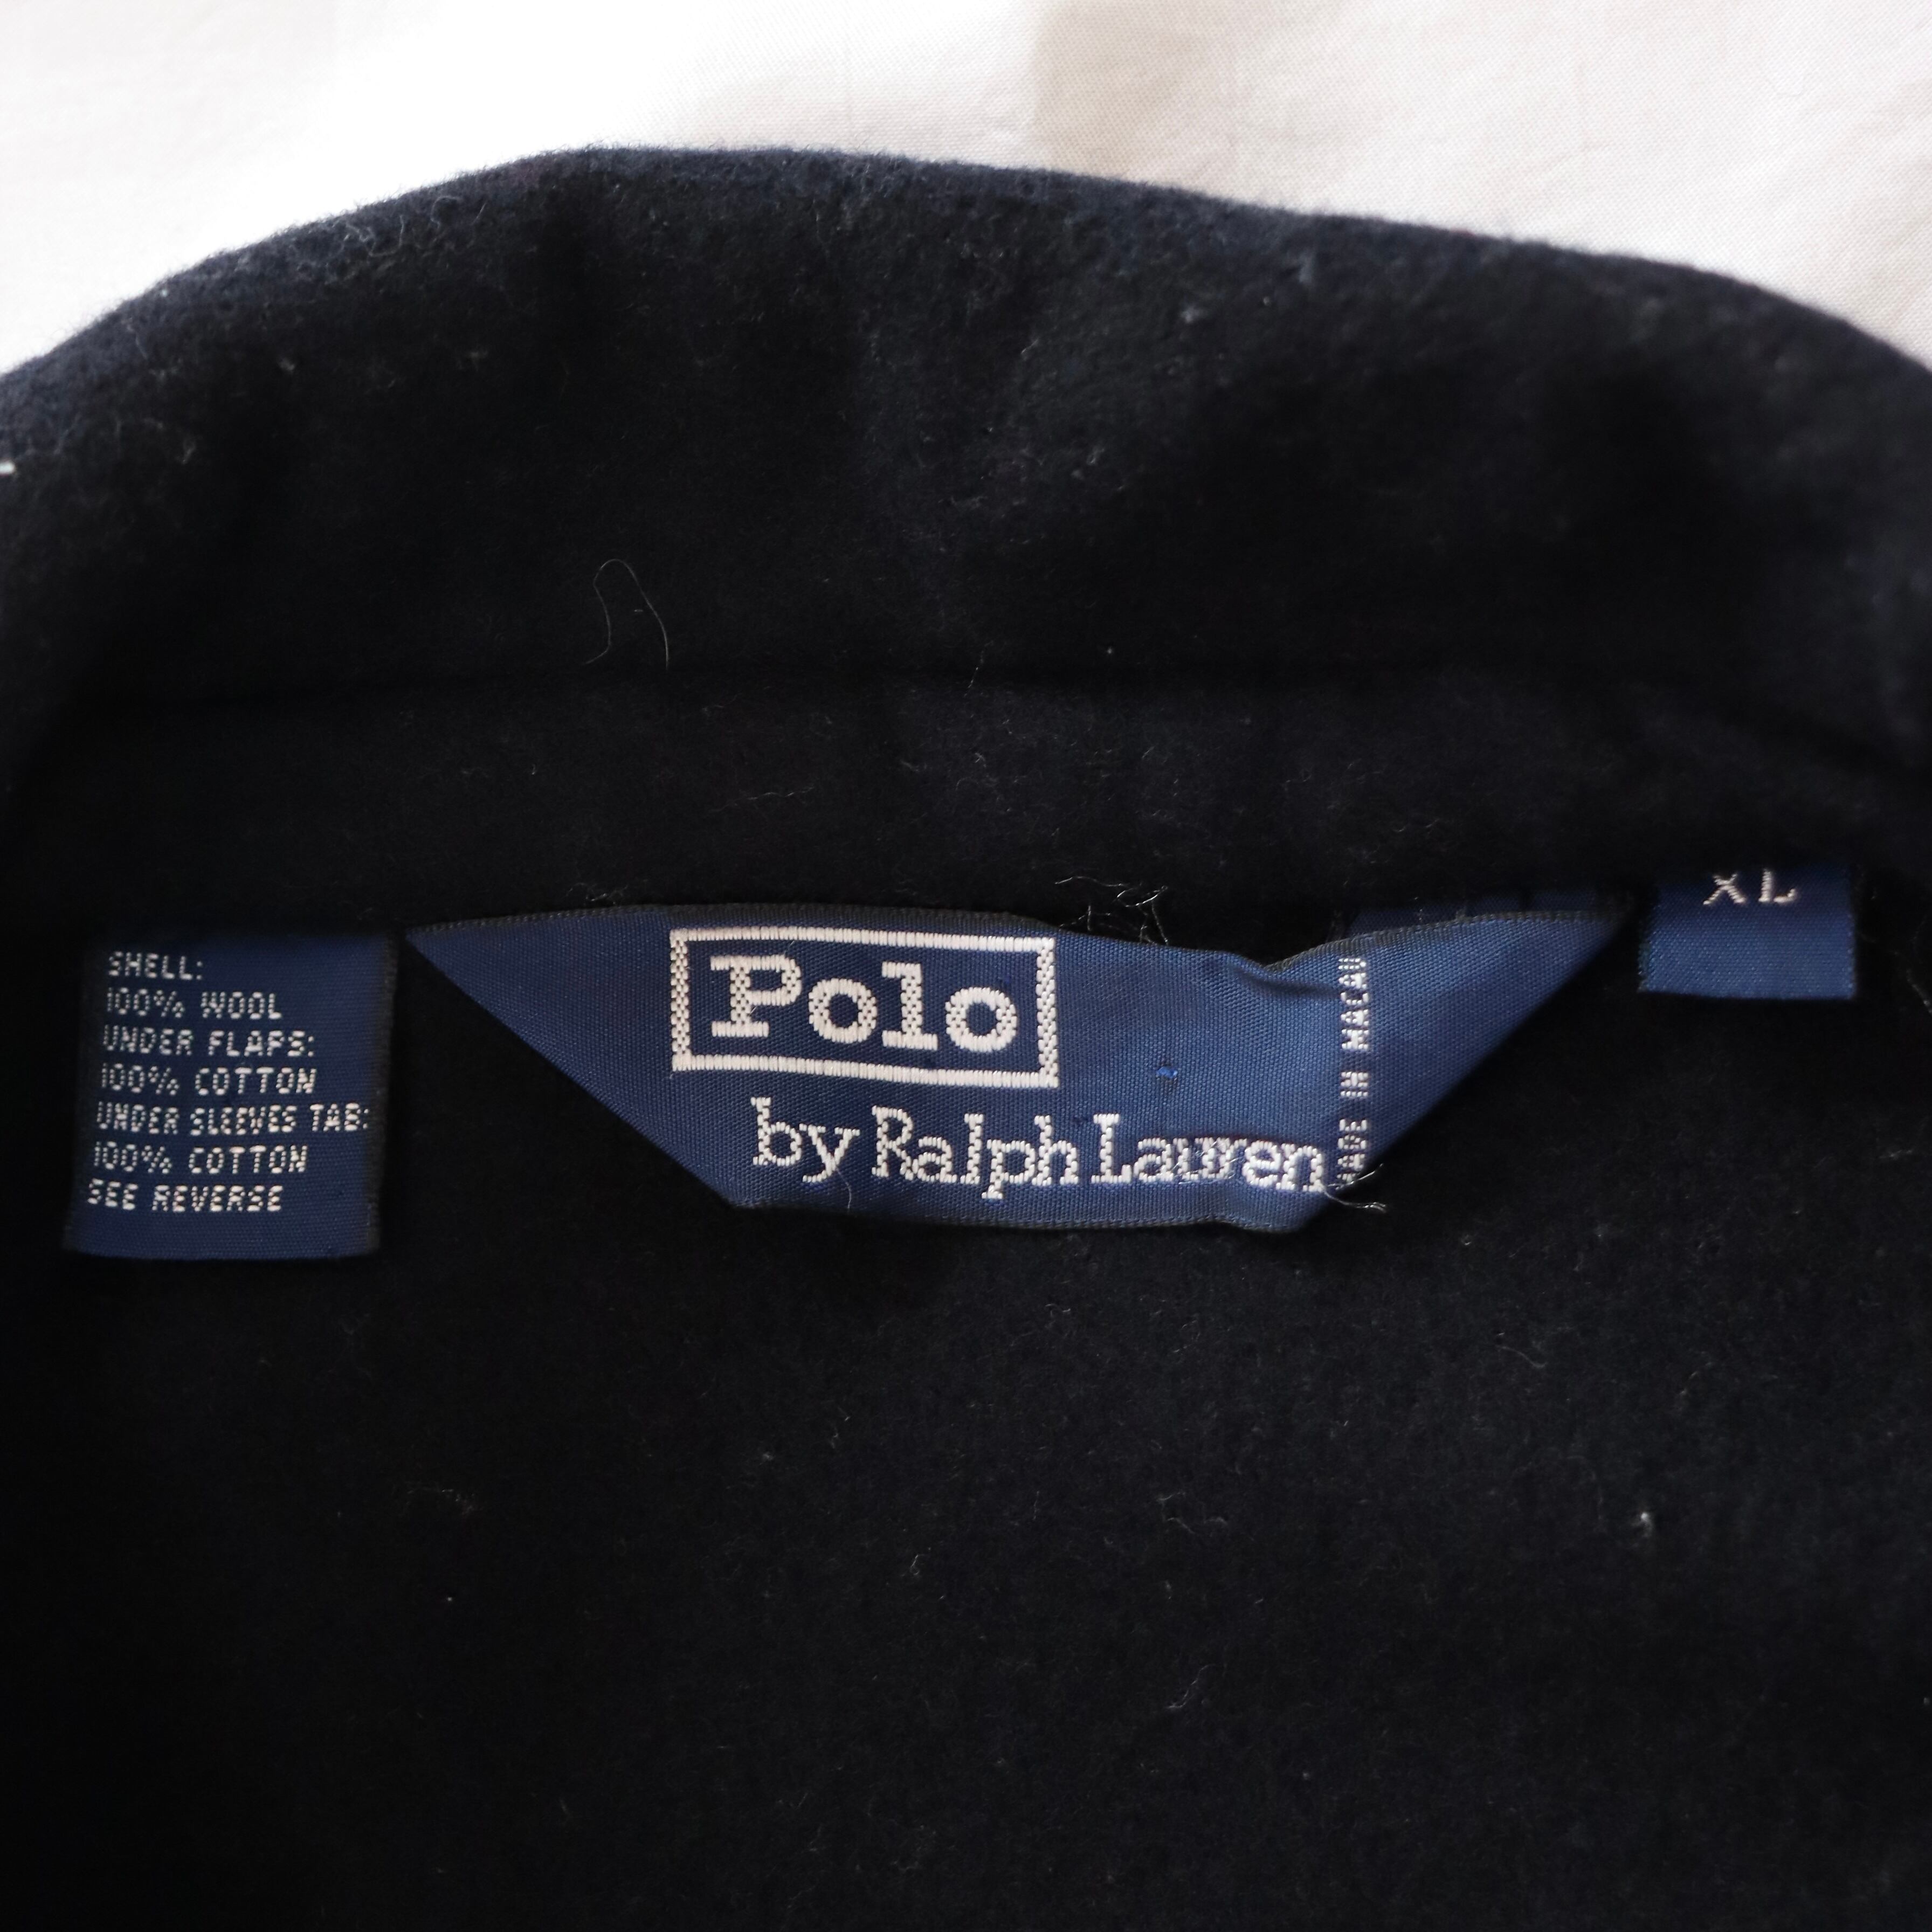 SHELL:
100% WOOL
UNDER FLAPS:
100% COTTON
UNDER SLEEVES TAB:
100% COTTON
SEE REVERSE
Polo
by Ralph Lauren
MADE IN MACAU
XL